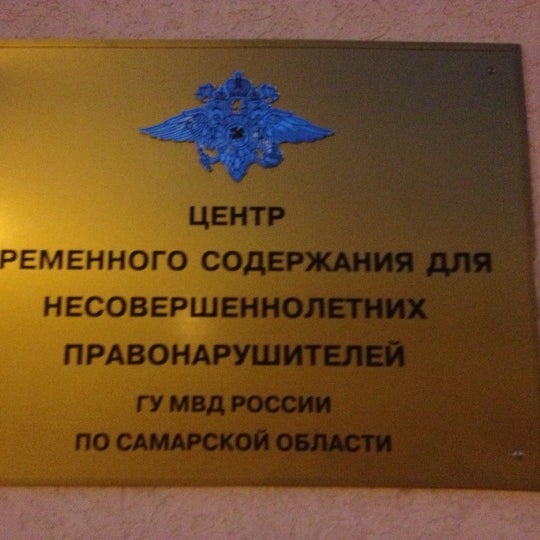 ЦЕНТР
РЕМЕННОГО СОДЕРЖАНИЯ ДЛЯ
НЕСОВЕРШЕННОЛЕТНИХ
ПРАВОНАРУШИТЕЛЕЙ
ГУ МВД РОССИИ
ПО САМАРСКОЙ ОБЛАСТИ